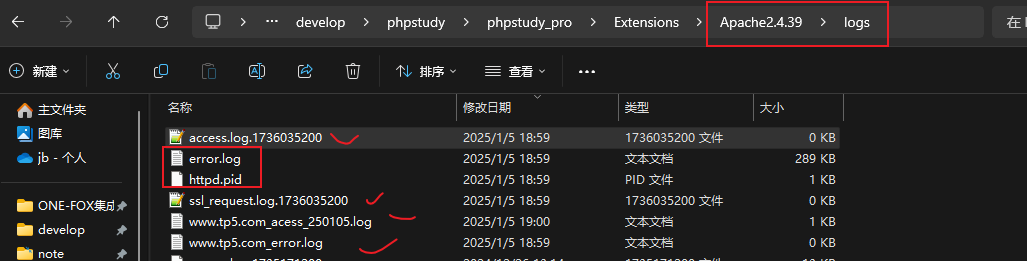 … develop > phpstudy > phpstudy_pro > Extensions > Apache2.4.39 > logs 在
新建 排序 查看 •••
名称 修改日期 类型 大小
主文件夹
图库
jb - 个人
ONE-FOX集成
develop
note
access.log.1736035200 2025/1/5 18:59 1736035200 文件 0 KB
error.log 2025/1/5 18:59 文本文档 289 KB
httpd.pid 2025/1/5 18:59 PID 文件 1 KB
ssl_request.log.1736035200 2025/1/5 18:59 1736035200 文件 0 KB
www.tp5.com_acess_250105.log 2025/1/5 19:00 文本文档 2 KB
www.tp5.com_error.log 2025/1/5 18:59 文本文档 0 KB